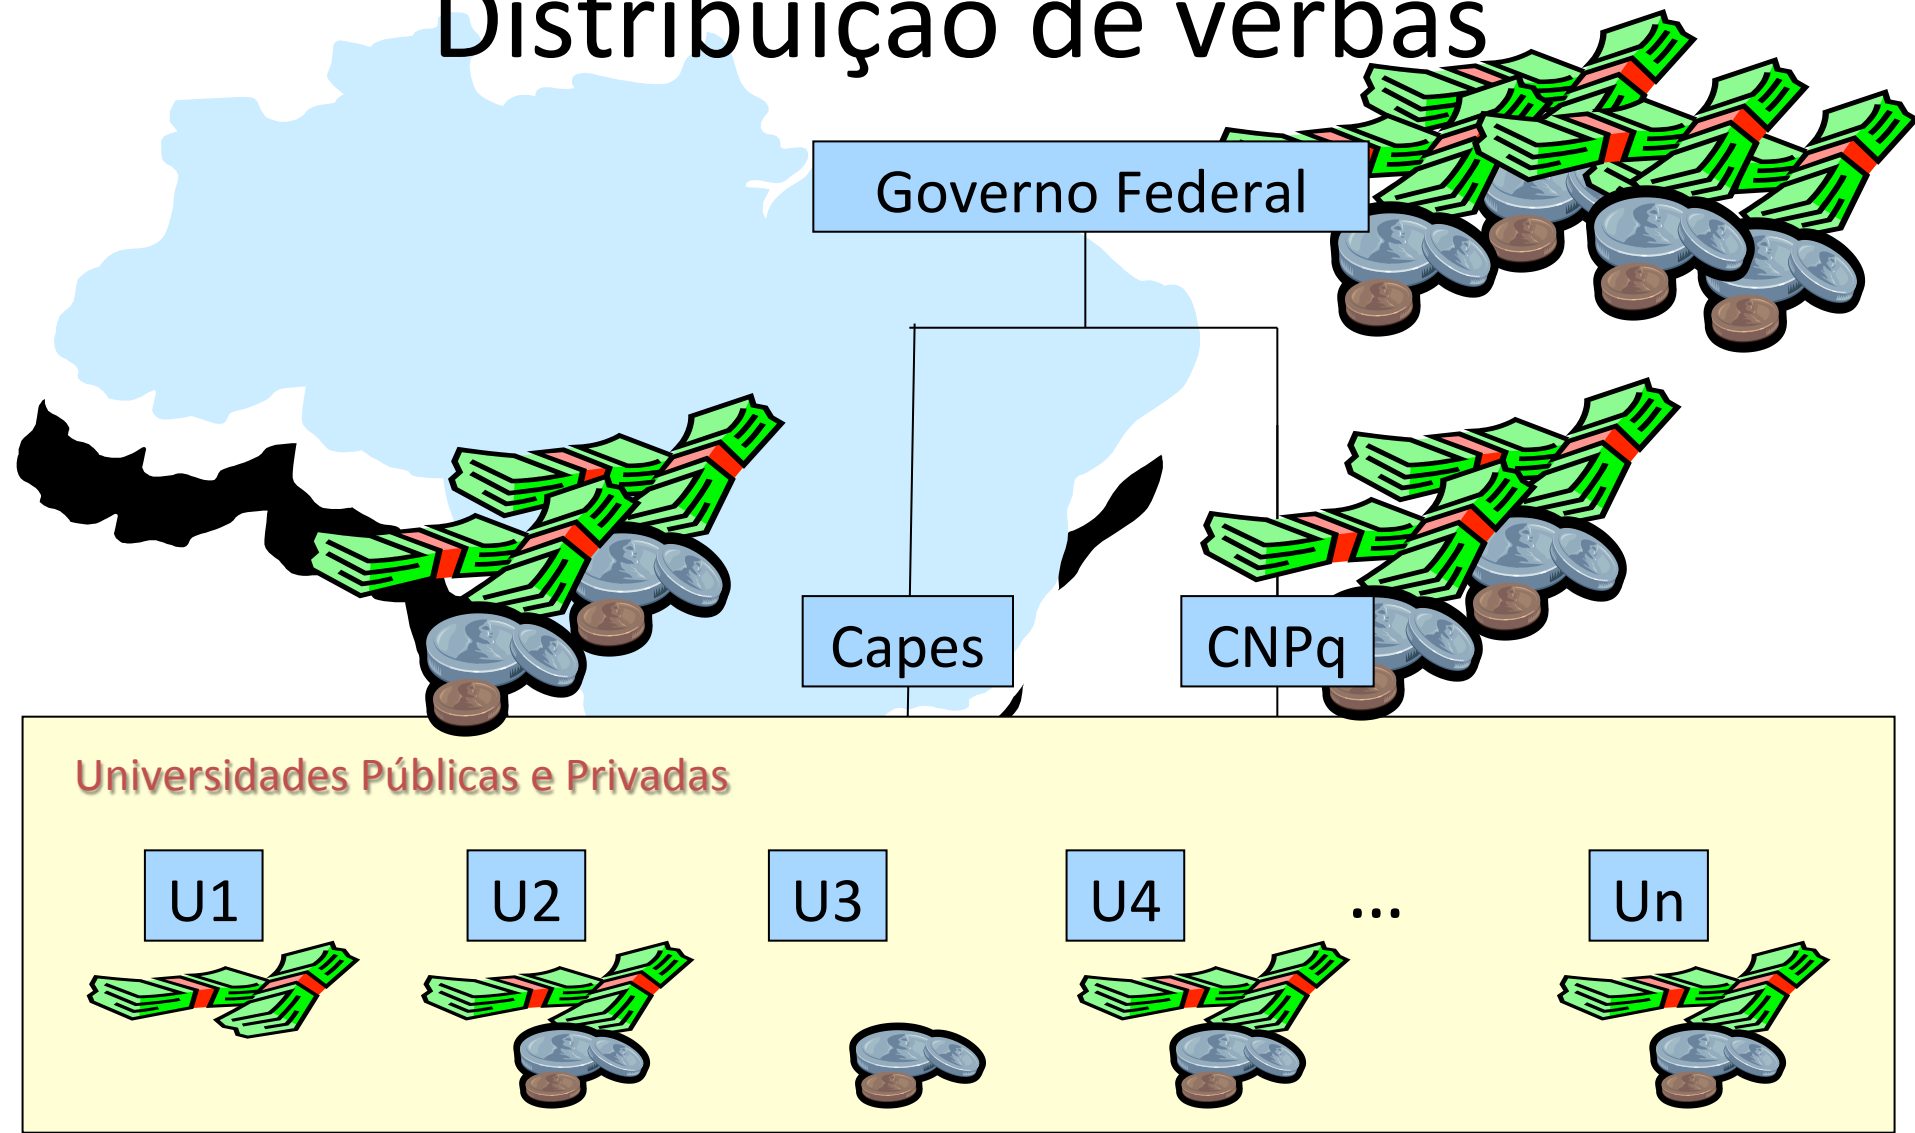 Distribuição de verbas
Governo Federal
Capes
CNPq
Universidades Públicas e Privadas
U1
U2
U3
U4
...
Un